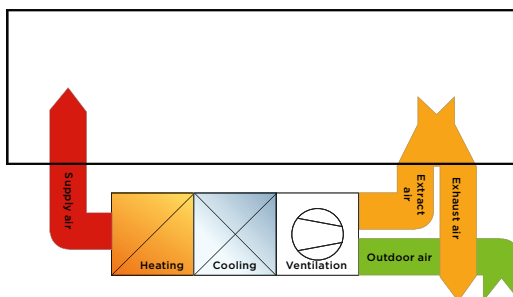 Supply air
Extract
air
Exhaust air
Outdoor air
Heating
Cooling
Ventilation